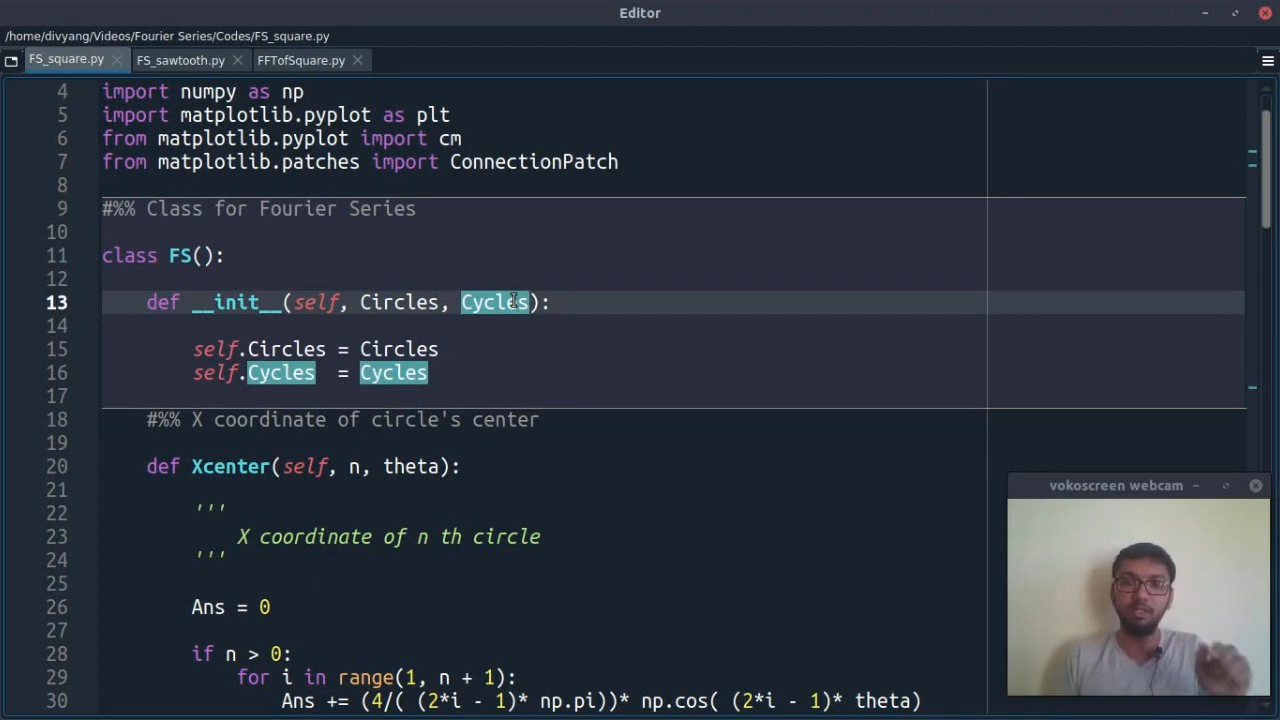 Editor
/home/divyang/Videos/Fourier Series/Codes/FS_square.py
FS_square.py FS_sawtooth.py FFTofSquare.py
4 import numpy as np
5 import matplotlib.pyplot as plt
6 from matplotlib.pyplot import cm
7 from matplotlib.patches import ConnectionPatch
8
9 #%% Class for Fourier Series
10
11 class FS():
12
13 def __init__(self, Circles, Cycles):
14
15 self.Circles = Circles
16 self.Cycles  = Cycles
17
18 #%% X coordinate of circle's center
19
20 def Xcenter(self, n, theta):
21
22 '''
23 X coordinate of n th circle
24 '''
25
26 Ans = 0
27
28 if n > 0:
29 for i in range(1, n + 1):
30 Ans += (4/( (2*i - 1)* np.pi))* np.cos( (2*i - 1)* theta)
vokoscreen webcam